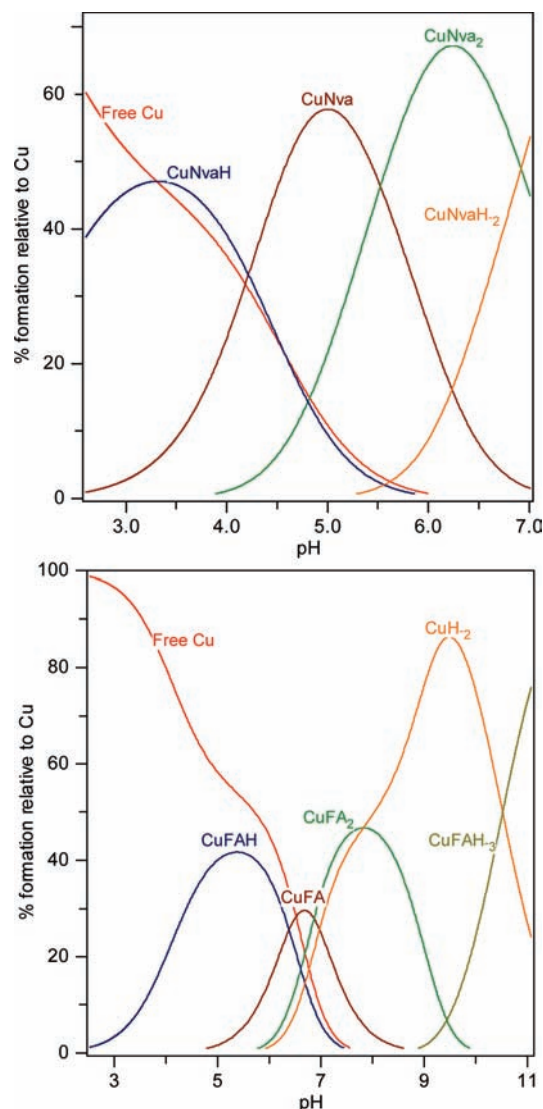 CuNva2
60
CuNva
Free Cu
CuNvaH
CuNvaH-2
40
20
0
3.0 4.0 5.0 6.0 7.0
pH
% formation relative to Cu
100
CuH-2
Free Cu
80
60
CuFA2
CuFAH
CuFAH-3
40
CuFA
20
0
3 5 7 9 11
pH
% formation relative to Cu